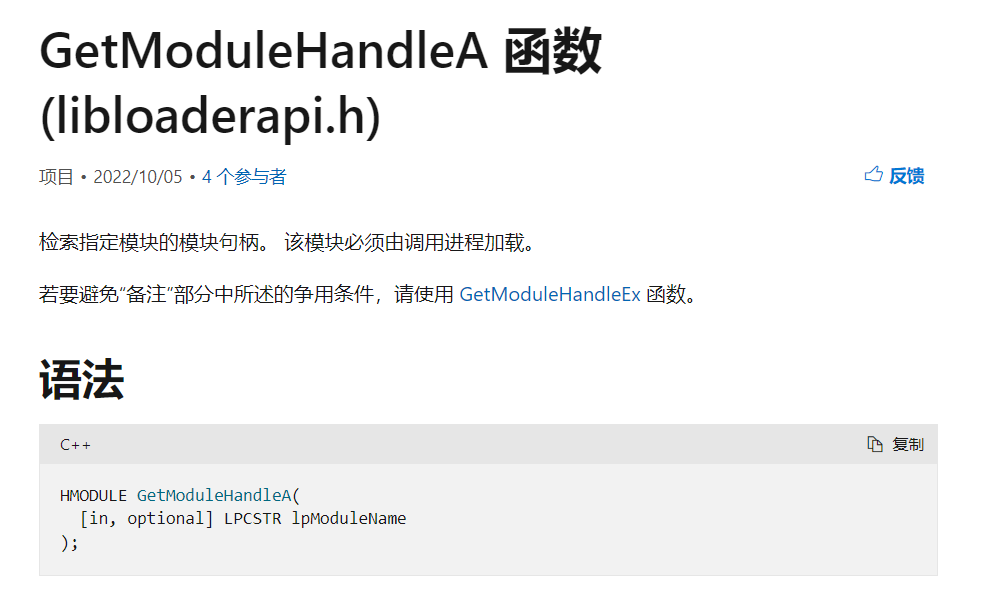 GetModuleHandleA 函数
(libloaderapi.h)
项目 • 2022/10/05 • 4 个参与者
反馈
检索指定模块的模块句柄。 该模块必须由调用进程加载。
若要避免“备注”部分中所述的争用条件，请使用 GetModuleHandleEx 函数。
语法
C++
复制
HMODULE GetModuleHandleA(
  [in, optional] LPCSTR lpModuleName
);